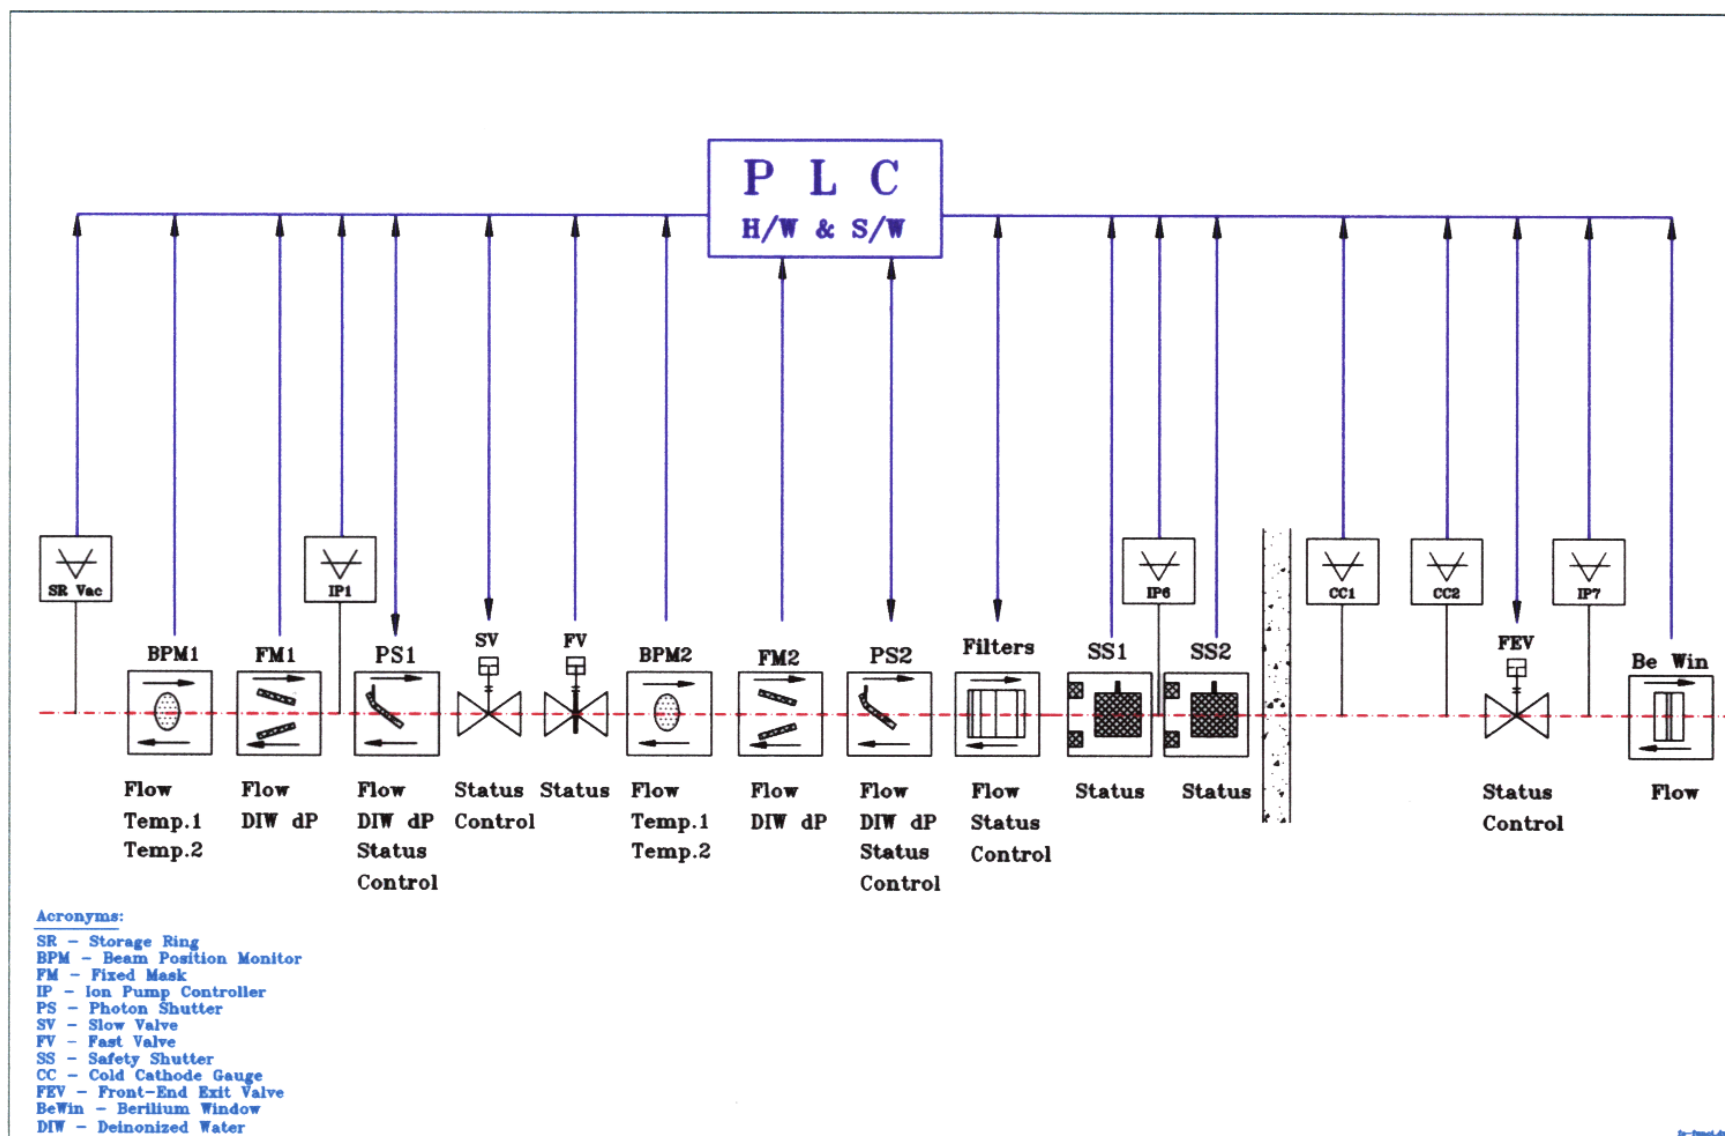 P L C
H/W & S/W
SR Vac
IP1
IP6
CC1
CC2
IP7
BPM1
FM1
PS1
SV
FV
BPM2
FM2
PS2
Filters
SS1
SS2
FEV
Be Win
Flow
Temp.1
Temp.2
Flow
DIW dP
Flow
DIW dP
Status
Control
Status
Control
Status
Flow
Temp.1
Temp.2
Flow
DIW dP
Flow
DIW dP
Status
Control
Flow
Status
Control
Status
Status
Status
Control
Flow
Acronyms:
SR - Storage Ring
BPM - Beam Position Monitor
FM - Fixed Mask
IP - Ion Pump Controller
PS - Photon Shutter
SV - Slow Valve
FV - Fast Valve
SS - Safety Shutter
CC - Cold Cathode Gauge
FEV - Front-End Exit Valve
BeWin - Berilium Window
DIW - Deinonized Water